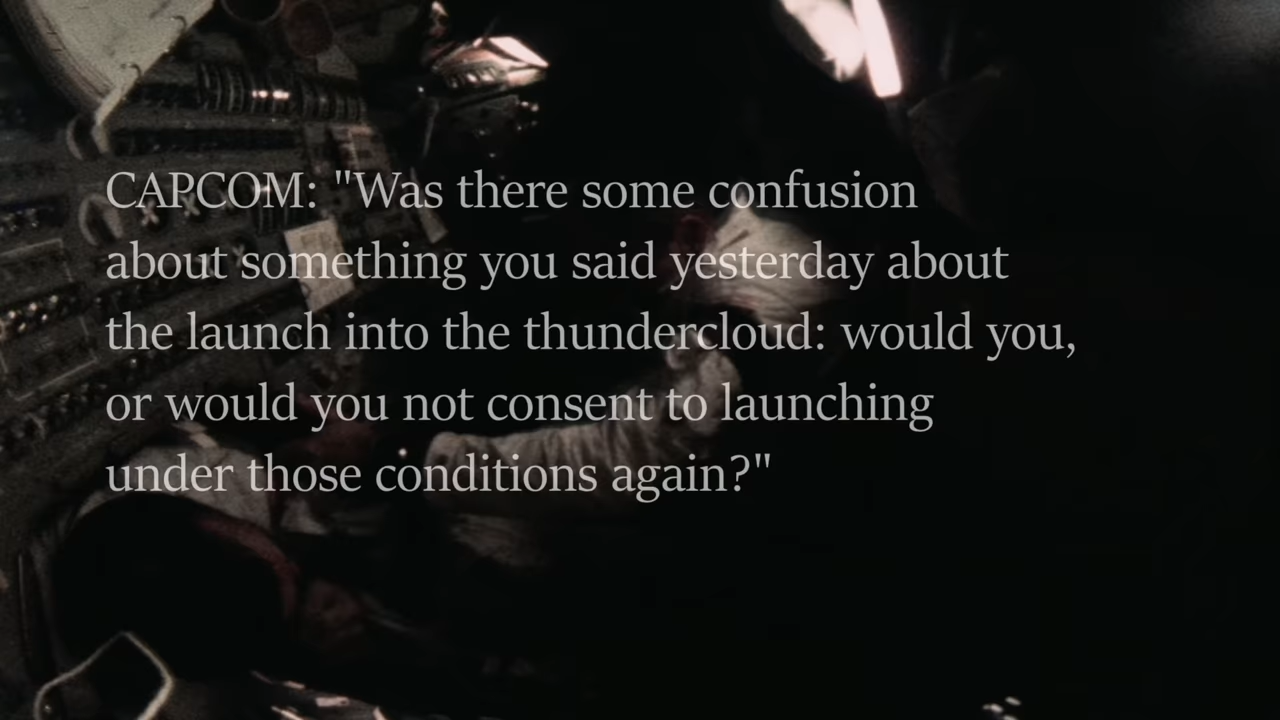 CAPCOM: "Was there some confusion
about something you said yesterday about
the launch into the thundercloud: would you,
or would you not consent to launching
under those conditions again?"